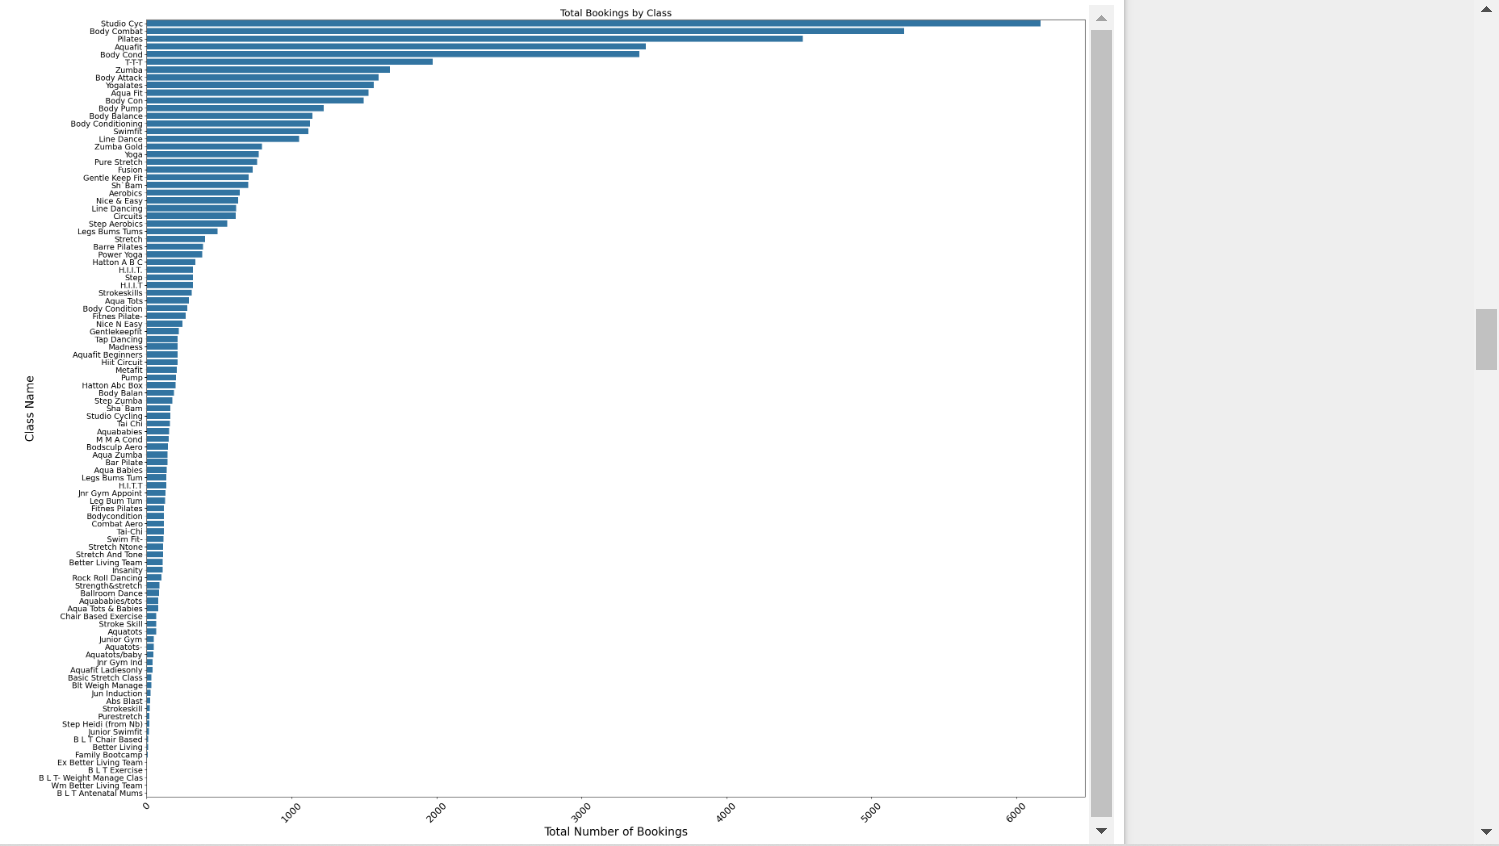 Total Bookings by Class
Studio Cyc
Body Combat
Pilates
Aquafit
Body Cond
T-T-T
Zumba
Body Attack
Yogalates
Aqua Fit
Body Con
Body Pump
Body Balance
Body Conditioning
Swimfit
Line Dance
Zumba Gold
Yoga
Pure Stretch
Fusion
Gentle Keep Fit
Sh`Bam
Aerobics
Nice & Easy
Line Dancing
Circuits
Step Aerobics
Legs Bums Tums
Stretch
Barre Pilates
Power Yoga
Hatton A B C
H.I.I.T.
Step
H.I.I.T
Strokeskills
Aqua Tots
Body Condition
Fitnes Pilate-
Nice N Easy
Gentlekeepfit
Tap Dancing
Madness
Aquafit Beginners
Hiit Circuit
Metafit
Pump
Hatton Abc Box
Body Balan
Step Zumba
Sha`Bam
Studio Cycling
Tai Chi
Aquababies
M M A Cond
Bodsculp Aero
Aqua Zumba
Bar Pilate
Aqua Babies
Legs Bums Tum
H.I.T.T
Jnr Gym Appoint
Leg Bum Tum
Fitnes Pilates
Bodycondition
Combat Aero
Tai-Chi
Swim Fit-
Stretch Ntone
Stretch And Tone
Better Living Team
Insanity
Rock Roll Dancing
Strength&stretch
Ballroom Dance
Aquababies/tots
Aqua Tots & Babies
Chair Based Exercise
Stroke Skill
Aquatots
Junior Gym
Aquatots-
Aquatots/baby
Jnr Gym Ind
Aquafit Ladiesonly
Basic Stretch Class
Blt Weigh Manage
Jun Induction
Abs Blast
Strokeskill
Purestretch
Step Heidi (from Nb)
Junior Swimfit
B L T Chair Based
Better Living
Family Bootcamp
Ex Better Living Team
B L T Exercise
B L T- Weight Manage Clas
Wm Better Living Team
B L T Antenatal Mums
Class Name
0 1000 2000 3000 4000 5000 6000
Total Number of Bookings